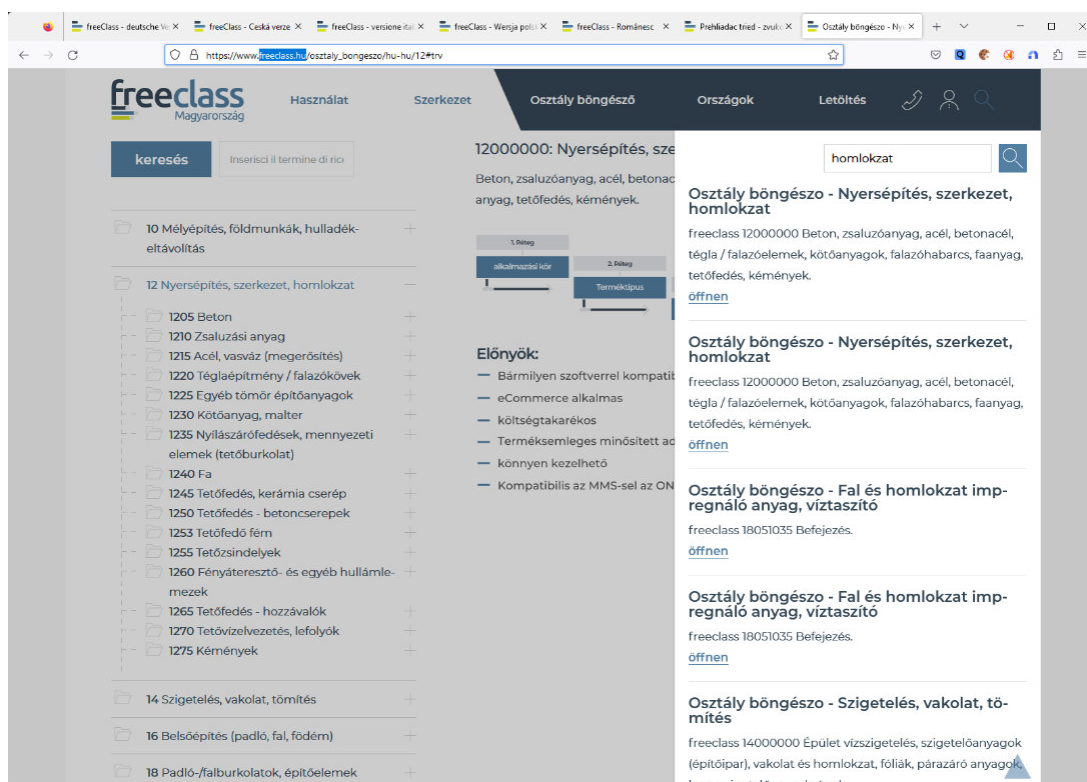 freeClass - deutsche Ve
freeClass - Ceská verze
freeClass - versione ital
freeClass - Wersja pols
freeClass - Românesc
Prehliadac tried - zvuko
Osztály böngésző - Nye
https://www.freeclass.hu/osztaly_bongeszo/hu-hu/12#trv
freeclass
Magyarország
Használat
Szerkezet
Osztály böngésző
Országok
Letöltés
keresés
Inserisci il termine di rice
10 Mélyépítés, földmunkák, hulladék-
eltávolítás
12 Nyersépítés, szerkezet, homlokzat
1205 Beton
1210 Zsaluzási anyag
1215 Acél, vasváz (megerősítés)
1220 Téglaépítmény / falazókövek
1225 Egyéb tömör építőanyagok
1230 Kötőanyag, malter
1235 Nyílászárófedések, mennyezeti
elemek (tetőburkolat)
1240 Fa
1245 Tetőfedés, kerámia cserép
1250 Tetőfedés - betoncserepek
1253 Tetőfedő fém
1255 Tetőzsindelyek
1260 Fényáteresztő- és egyéb hullámle-
mezek
1265 Tetőfedés - hozzávalók
1270 Tetővízelvezetés, lefolyók
1275 Kémények
14 Szigetelés, vakolat, tömítés
16 Belsőépítés (padló, fal, födém)
18 Padló-/falburkolatok, építőelemek
12000000: Nyersépítés, sze
Beton, zsaluzóanyag, acél, betonac
anyag, tetőfedés, kémények.
1. Réteg
alkalmazási kör
2. Réteg
Terméktípus
Előnyök:
Bármilyen szoftverrel kompatib
eCommerce alkalmas
költségtakarékos
Terméksemleges minősített ad
könnyen kezelhető
Kompatibilis az MMS-sel az ON
homlokzat
Osztály böngészo - Nyersépítés, szerkezet,
homlokzat
freeclass 12000000 Beton, zsaluzóanyag, acél, betonacél,
tégla / falazóelemek, kötőanyagok, falazóhabarcs, faanyag,
tetőfedés, kémények.
öffnen
Osztály böngészo - Nyersépítés, szerkezet,
homlokzat
freeclass 12000000 Beton, zsaluzóanyag, acél, betonacél,
tégla / falazóelemek, kötőanyagok, falazóhabarcs, faanyag,
tetőfedés, kémények.
öffnen
Osztály böngészo - Fal és homlokzat imp-
regnáló anyag, víztaszító
freeclass 18051035 Befejezés.
öffnen
Osztály böngészo - Fal és homlokzat imp-
regnáló anyag, víztaszító
freeclass 18051035 Befejezés.
öffnen
Osztály böngészo - Szigetelés, vakolat, tö-
mítés
freeclass 14000000 Épület vízszigetelés, szigetelőanyagok
(építőipar), vakolat és homlokzat, fóliák, párazáró anyagok,